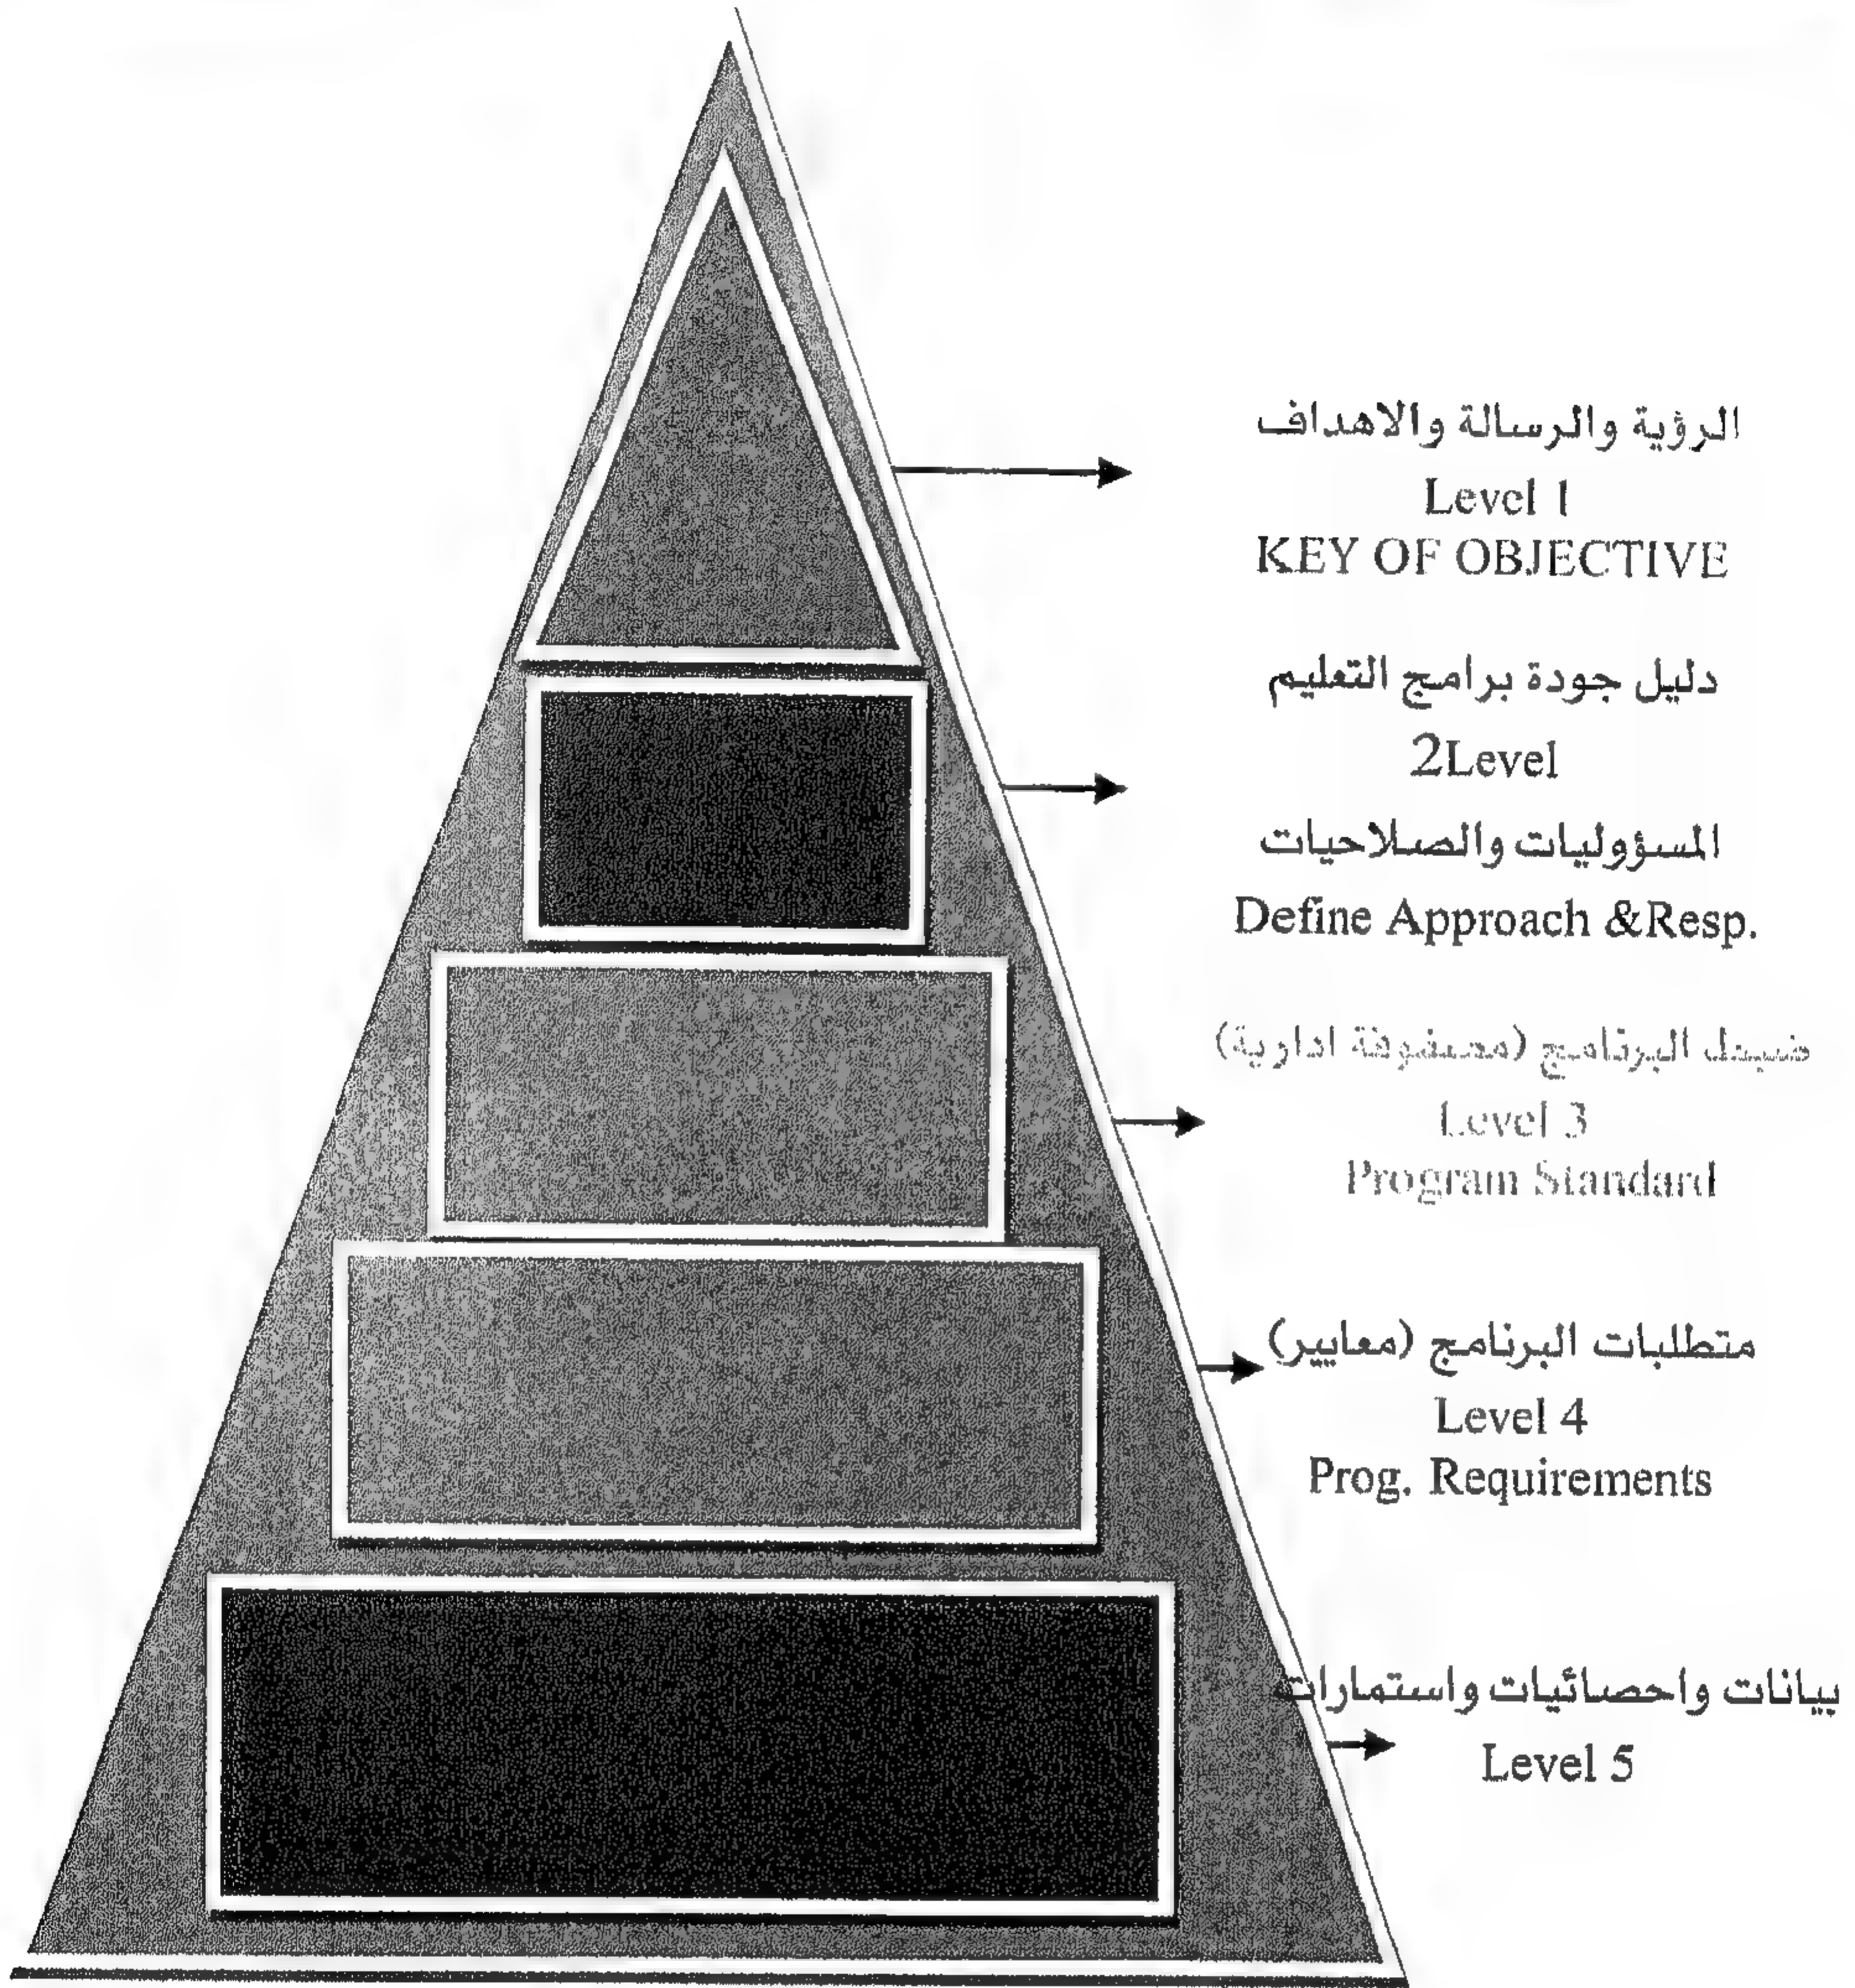 الرؤية والرسالة والاهداف
Level 1
KEY OF OBJECTIVE
دليل جودة برامج التعليم
2Level
المسؤوليات والصلاحيات
Define Approach &Resp.
ضبط البرنامج (مصفوفة ادارية)
Level 3
Program Standard
متطلبات البرنامج (معايير)
Level 4
Prog. Requirements
بيانات واحصائيات واستمارات
Level 5